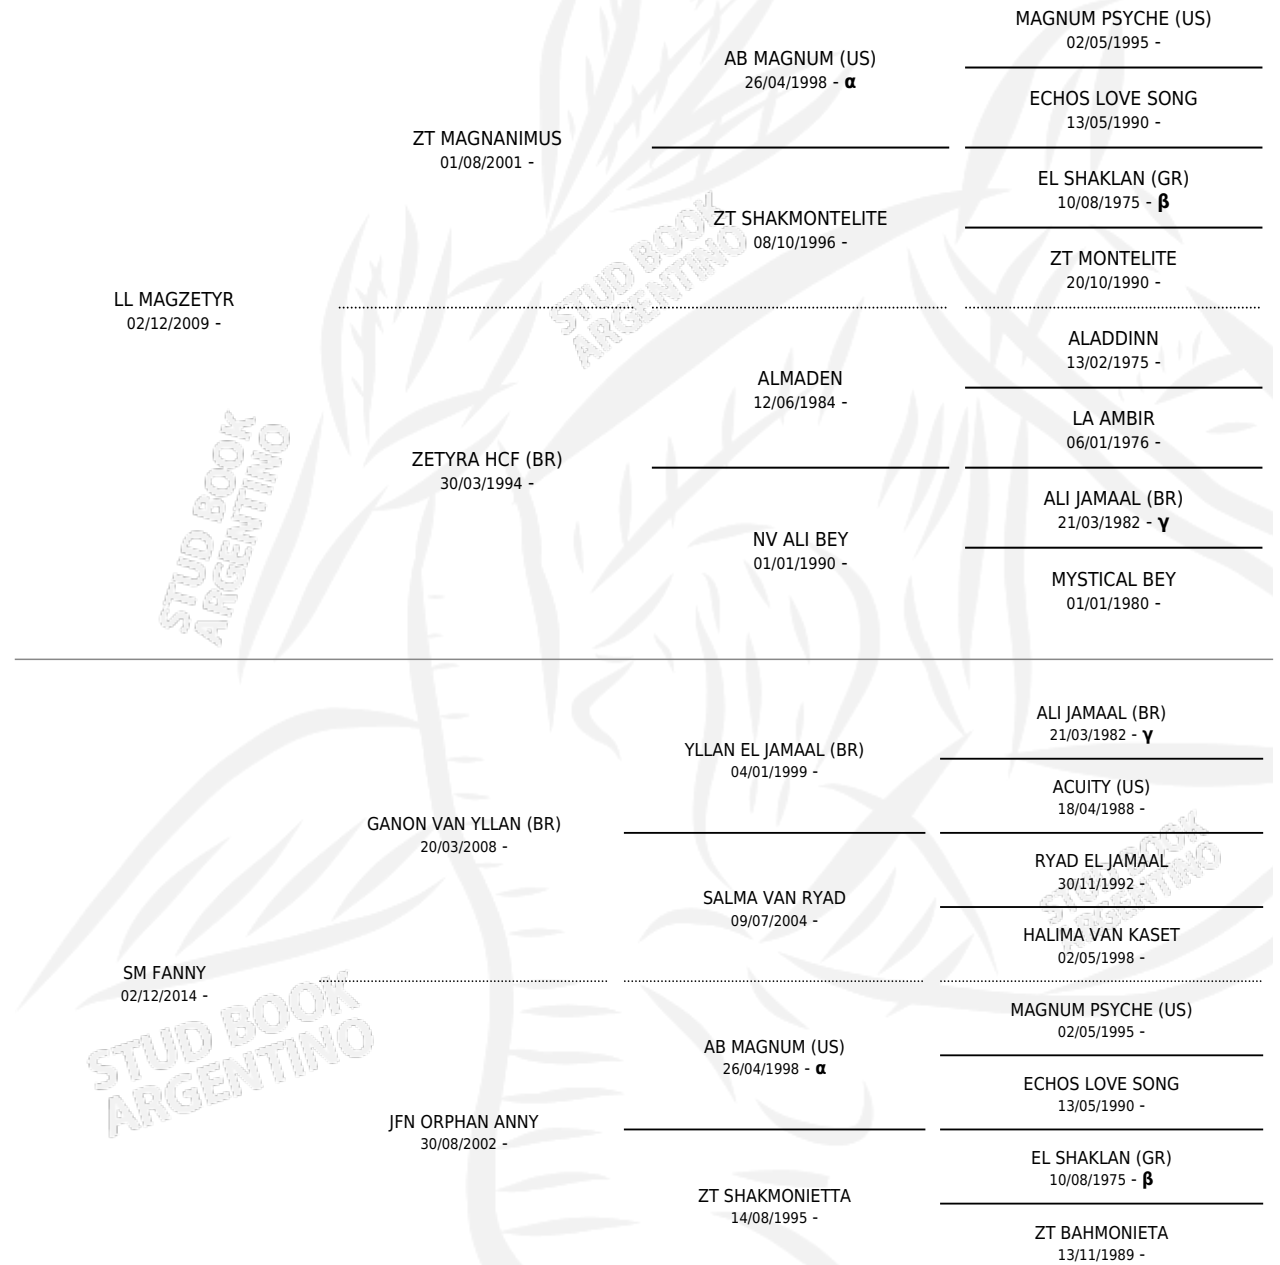 MAGNUM PSYCHE (US)
02/05/1995 -
AB MAGNUM (US)
26/04/1998 - α
ECHOS LOVE SONG
13/05/1990 -
ZT MAGNANIMUS
01/08/2001 -
EL SHAKLAN (GR)
10/08/1975 - β
ZT SHAKMONTELITE
08/10/1996 -
ZT MONTELITE
20/10/1990 -
LL MAGZETYR
02/12/2009 -
ALADDINN
13/02/1975 -
ALMADEN
12/06/1984 -
LA AMBIR
06/01/1976 -
ZETYRA HCF (BR)
30/03/1994 -
ALI JAMAAL (BR)
21/03/1982 - γ
NV ALI BEY
01/01/1990 -
MYSTICAL BEY
01/01/1980 -
ALI JAMAAL (BR)
21/03/1982 - γ
YLLAN EL JAMAAL (BR)
04/01/1999 -
ACUITY (US)
18/04/1988 -
GANON VAN YLLAN (BR)
20/03/2008 -
RYAD EL JAMAAL
30/11/1992 -
SALMA VAN RYAD
09/07/2004 -
HALIMA VAN KASET
02/05/1998 -
SM FANNY
02/12/2014 -
MAGNUM PSYCHE (US)
02/05/1995 -
AB MAGNUM (US)
26/04/1998 - α
ECHOS LOVE SONG
13/05/1990 -
JFN ORPHAN ANNY
30/08/2002 -
EL SHAKLAN (GR)
10/08/1975 - β
ZT SHAKMONIETTA
14/08/1995 -
ZT BAHMONIETA
13/11/1989 -
STUD BOOK
ARGENTINO
STUD BOOK
ARGENTINO
STUD BOOK
ARGENTINO
STUD BOOK
ARGENTINO